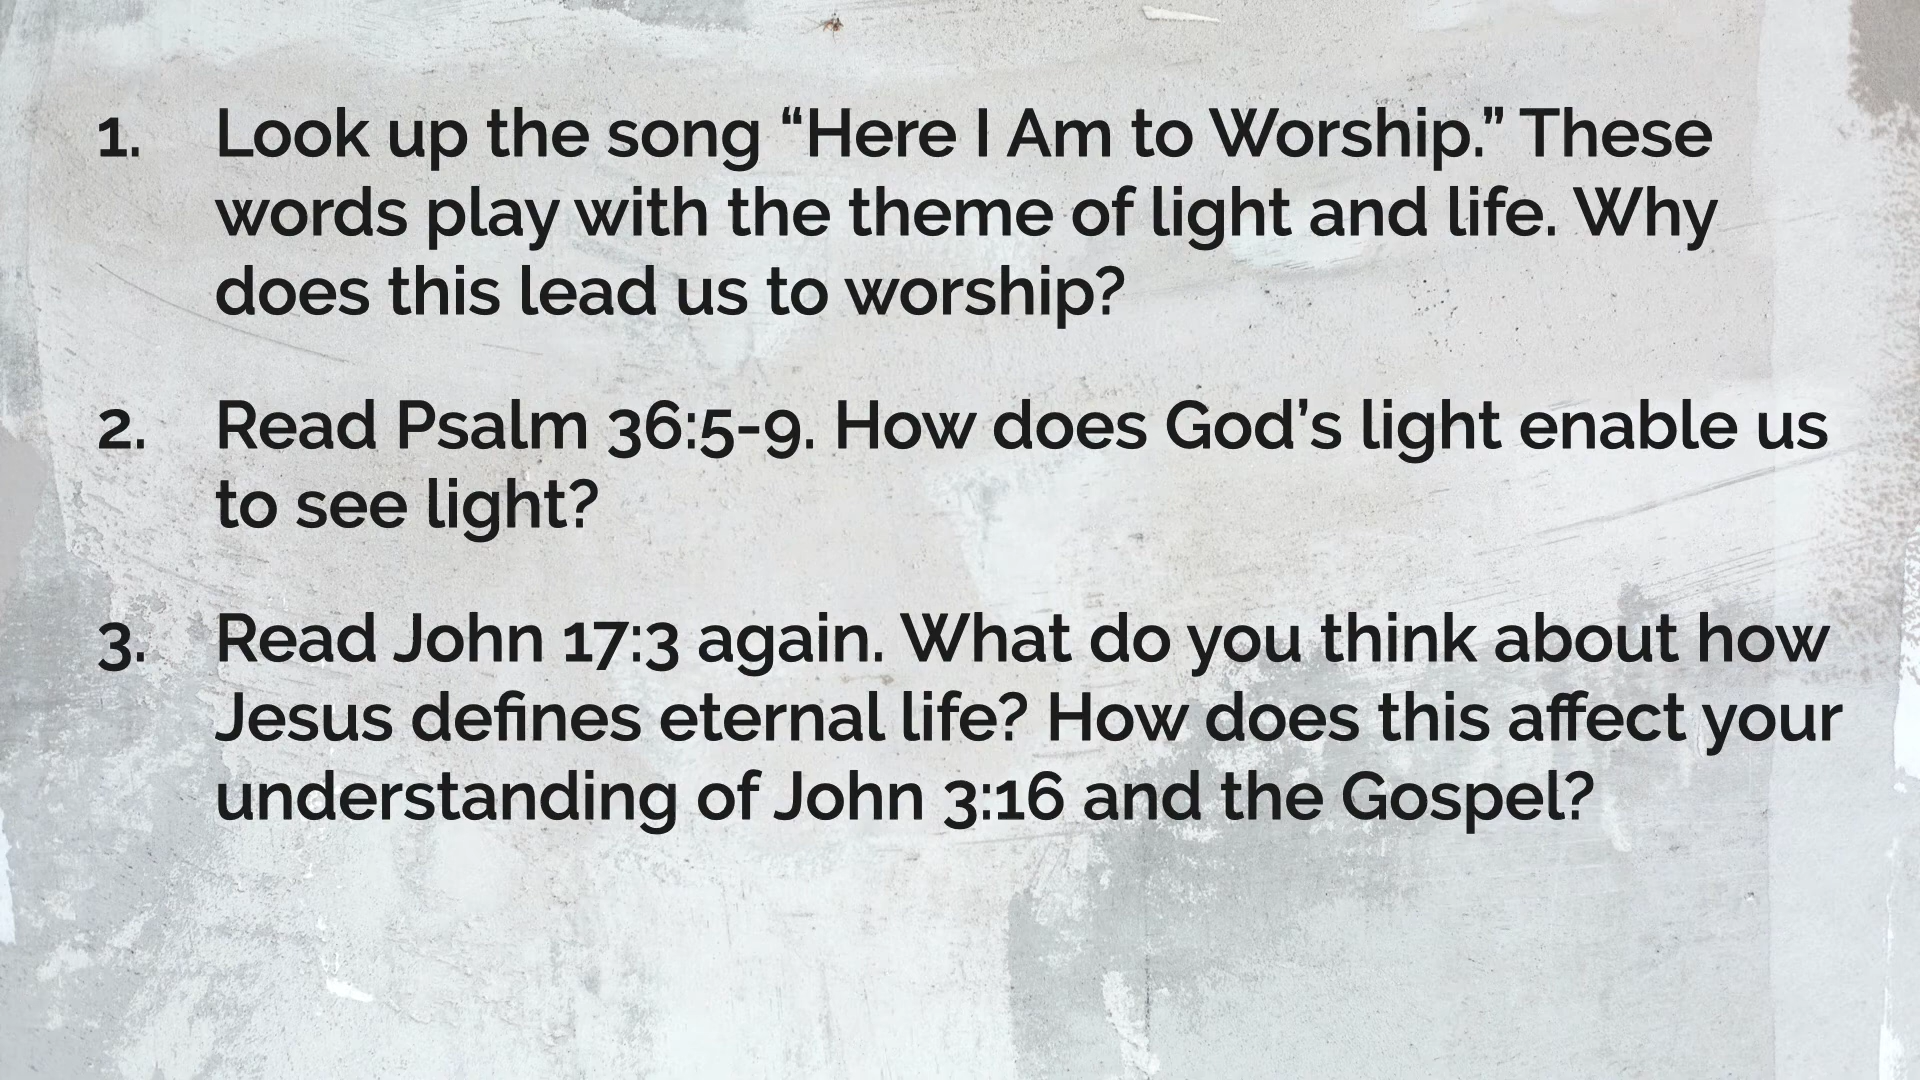 1. Look up the song “Here I Am to Worship.” These
words play with the theme of light and life. Why
does this lead us to worship?
2. Read Psalm 36:5-9. How does God’s light enable us
to see light?
3. Read John 17:3 again. What do you think about how
Jesus defines eternal life? How does this affect your
understanding of John 3:16 and the Gospel?